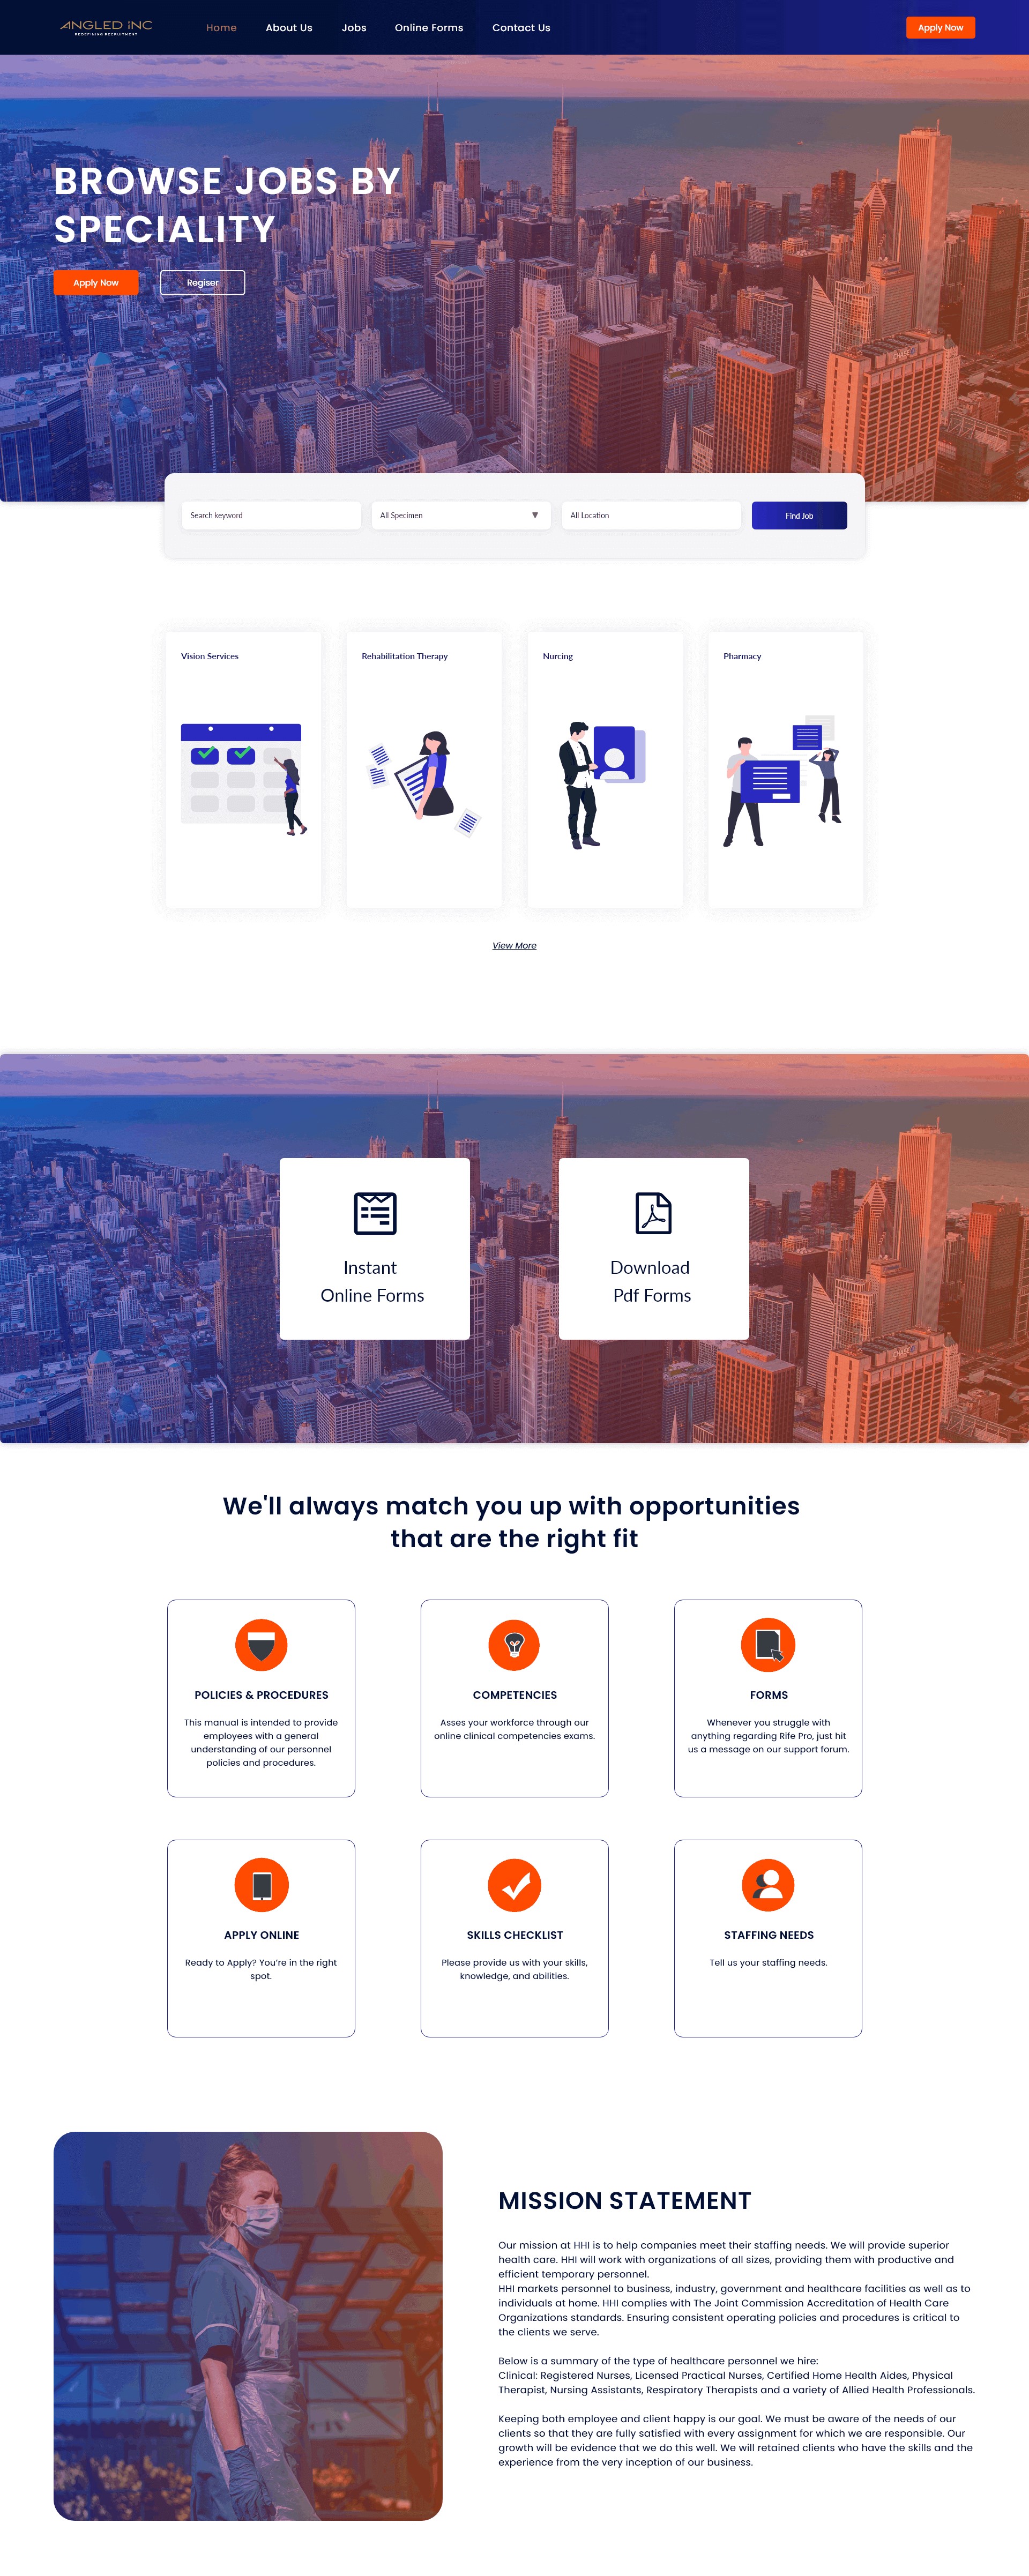 ANGLED iNC
REDEFINING RECRUITMENT
Home
About Us
Jobs
Online Forms
Contact Us
Apply Now
BROWSE JOBS BY
SPECIALITY
Apply Now
Regiser
Search keyword
All Specimen
All Location
Find Job
Vision Services
Rehabilitation Therapy
Nurcing
Pharmacy
View More
Instant
Online Forms
Download
Pdf Forms
We'll always match you up with opportunities
that are the right fit
POLICIES & PROCEDURES
This manual is intended to provide
employees with a general
understanding of our personnel
policies and procedures.
COMPETENCIES
Asses your workforce through our
online clinical competencies exams.
FORMS
Whenever you struggle with
anything regarding Rife Pro, just hit
us a message on our support forum.
APPLY ONLINE
Ready to Apply? You're in the right
spot.
SKILLS CHECKLIST
Please provide us with your skills,
knowledge, and abilities.
STAFFING NEEDS
Tell us your staffing needs.
MISSION STATEMENT
Our mission at HHI is to help companies meet their staffing needs. We will provide superior
health care. HHI will work with organizations of all sizes, providing them with productive and
efficient temporary personnel.
HHI markets personnel to business, industry, government and healthcare facilities as well as to
individuals at home. HHI complies with The Joint Commission Accreditation of Health Care
Organizations standards. Ensuring consistent operating policies and procedures is critical to
the clients we serve.
Below is a summary of the type of healthcare personnel we hire:
Clinical: Registered Nurses, Licensed Practical Nurses, Certified Home Health Aides, Physical
Therapist, Nursing Assistants, Respiratory Therapists and a variety of Allied Health Professionals.
Keeping both employee and client happy is our goal. We must be aware of the needs of our
clients so that they are fully satisfied with every assignment for which we are responsible. Our
growth will be evidence that we do this well. We will retained clients who have the skills and the
experience from the very inception of our business.